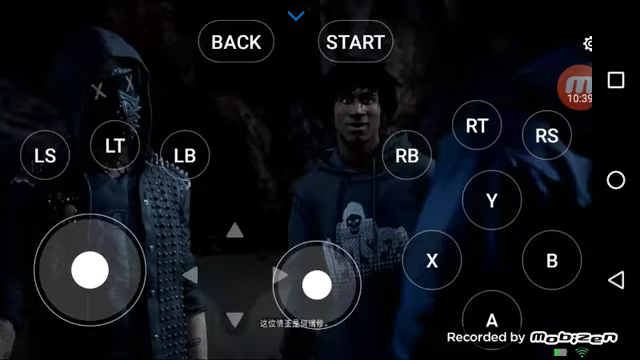 BACK
START
10:39
LS
LT
LB
RB
RT
RS
Y
X
B
A
Recorded by
mobizen